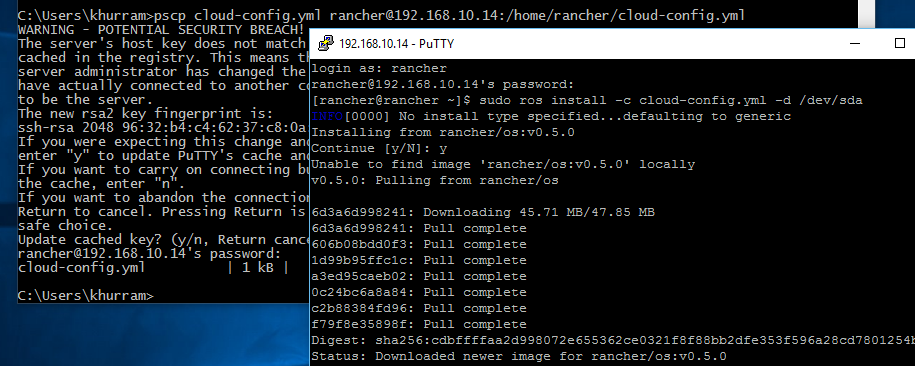 C:\Users\khurram>pscp cloud-config.yml rancher@192.168.10.14:/home/rancher/cloud-config.yml
WARNING - POTENTIAL SECURITY BREACH!
The server's host key does not match
cached in the registry. This means th
server administrator has changed the
have actually connected to another co
to be the server.
The new rsa2 key fingerprint is:
ssh-rsa 2048 96:32:b4:c4:62:37:c8:0a
If you were expecting this change and
enter "y" to update PuTTY's cache and
If you want to carry on connecting bu
the cache, enter "n".
If you want to abandon the connection
Return to cancel. Pressing Return is
safe choice.
Update cached key? (y/n, Return cance
rancher@192.168.10.14's password:
cloud-config.yml | 1 kB |
C:\Users\khurram>
192.168.10.14 - PuTTY
login as: rancher
rancher@192.168.10.14's password:
[rancher@rancher ~]$ sudo ros install -c cloud-config.yml -d /dev/sda
INFO[0000] No install type specified...defaulting to generic
Installing from rancher/os:v0.5.0
Continue [y/N]: y
Unable to find image 'rancher/os:v0.5.0' locally
v0.5.0: Pulling from rancher/os
6d3a6d998241: Downloading 45.71 MB/47.85 MB
6d3a6d998241: Pull complete
606b08bdd0f3: Pull complete
1d99b95ffc1c: Pull complete
a3ed95caeb02: Pull complete
0c24bc6a8a84: Pull complete
c2b88384fd96: Pull complete
f79f8e35898f: Pull complete
Digest: sha256:cdbffffaa2d998072e655362ce0321f8f88bb2dfe353f596a28cd7801254b
Status: Downloaded newer image for rancher/os:v0.5.0